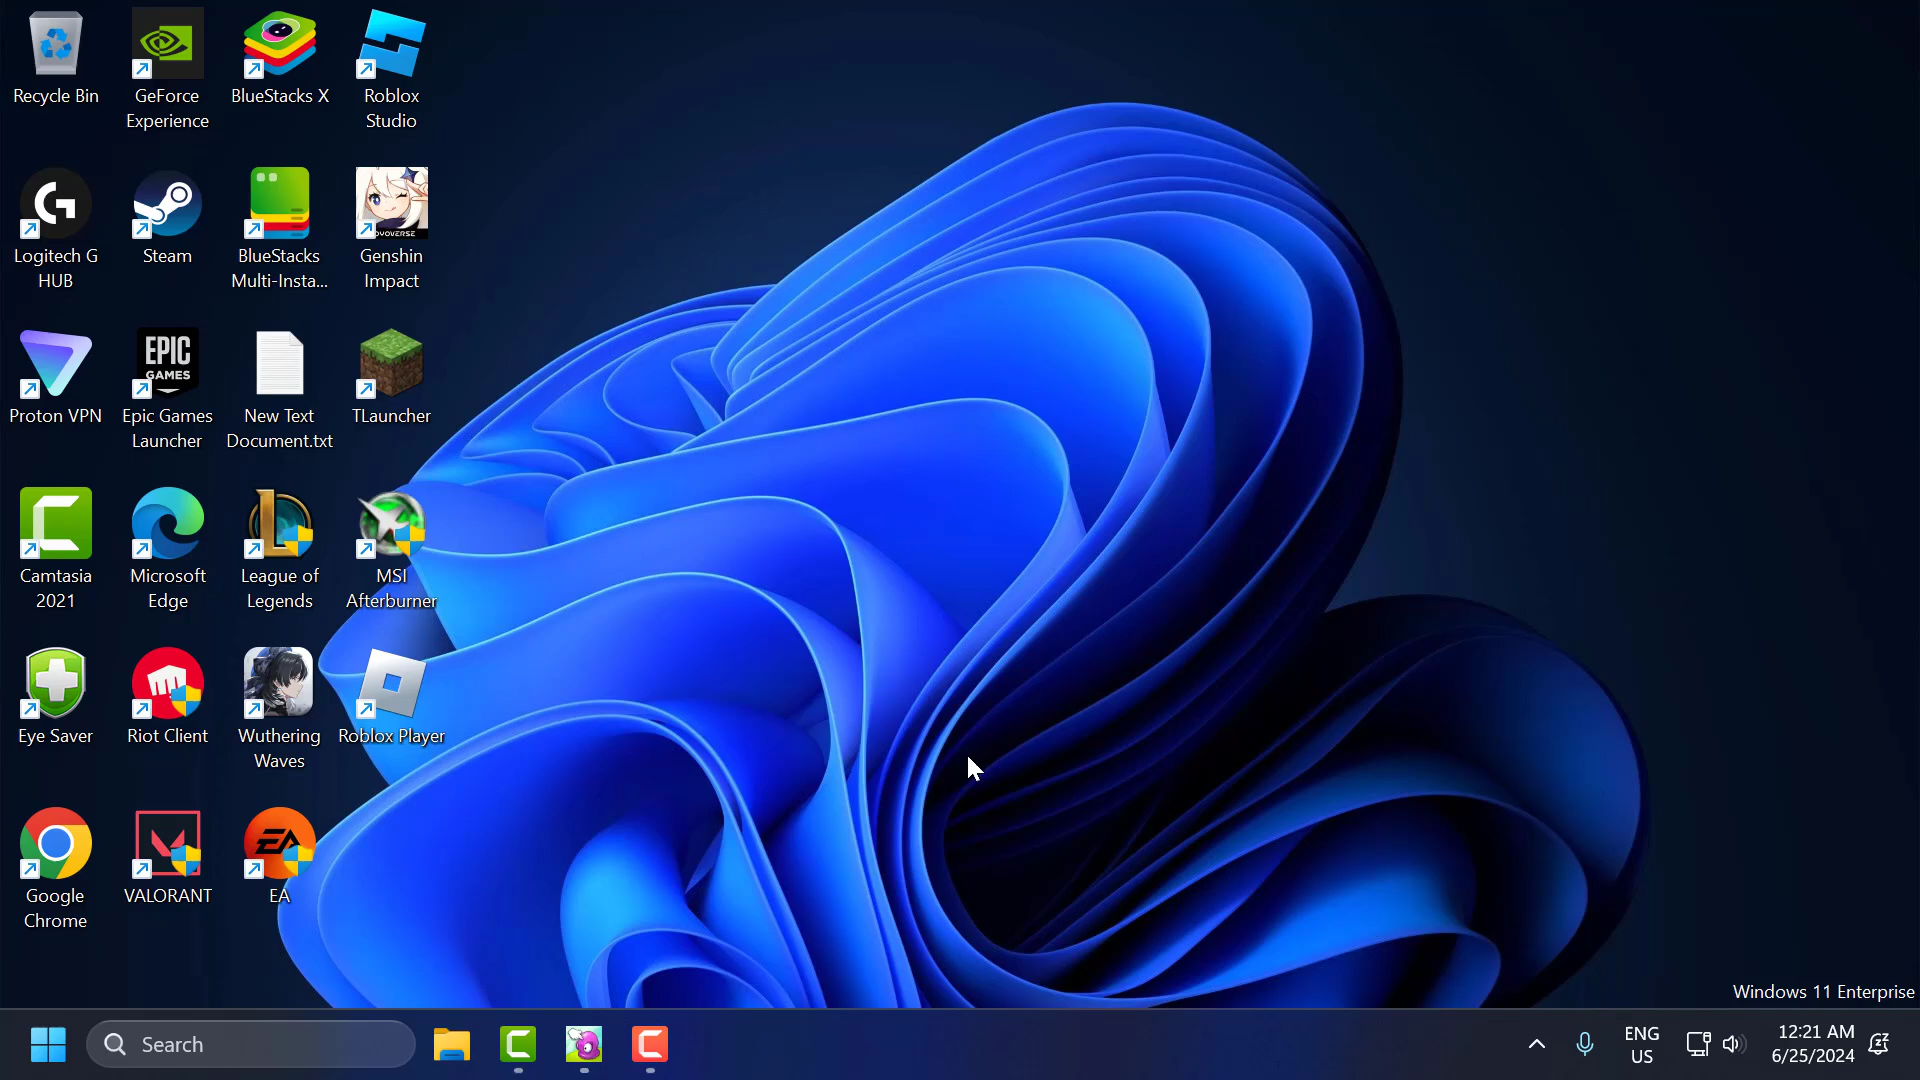 Recycle Bin
GeForce
Experience
BlueStacks X
Roblox
Studio
Logitech G
HUB
Steam
BlueStacks
Multi-Insta...
Genshin
Impact
Proton VPN
EPIC
GAMES
Epic Games
Launcher
New Text
Document.txt
TLauncher
Camtasia
2021
Microsoft
Edge
League of
Legends
MSI
Afterburner
Eye Saver
Riot Client
Wuthering
Waves
Roblox Player
Google
Chrome
VALORANT
EA
EA
Windows 11 Enterprise
Search
ENG
US
12:21 AM
6/25/2024